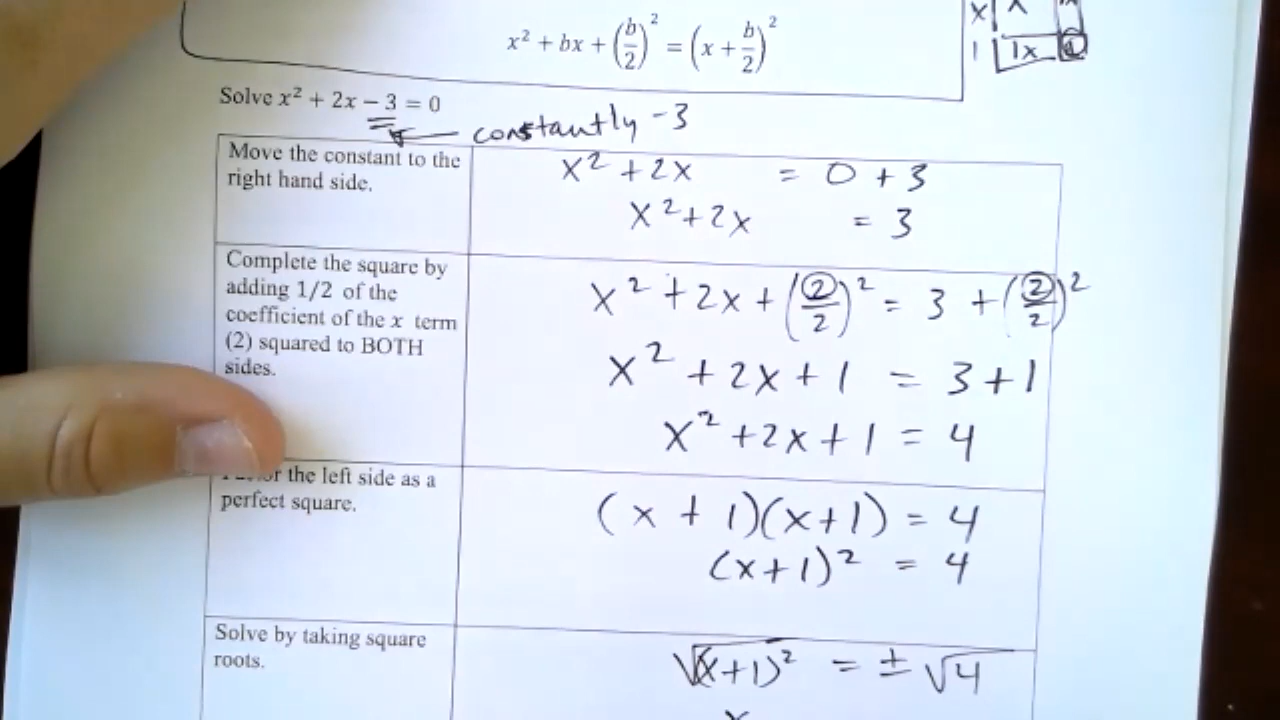 x² + bx + (b/2)² = (x + b/2)²
x
1 1x
Solve x² + 2x − 3 = 0
constantly -3
Move the constant to the
right hand side.
x² + 2x = 0 + 3
x² + 2x = 3
Complete the square by
adding 1/2 of the
coefficient of the x term
(2) squared to BOTH
sides.
x² + 2x + (2/2)² = 3 + (2/2)²
x² + 2x + 1 = 3 + 1
x² + 2x + 1 = 4
the left side as a
perfect square.
(x + 1)(x + 1) = 4
(x + 1)² = 4
Solve by taking square
roots.
√(x + 1)² = ± √4
x